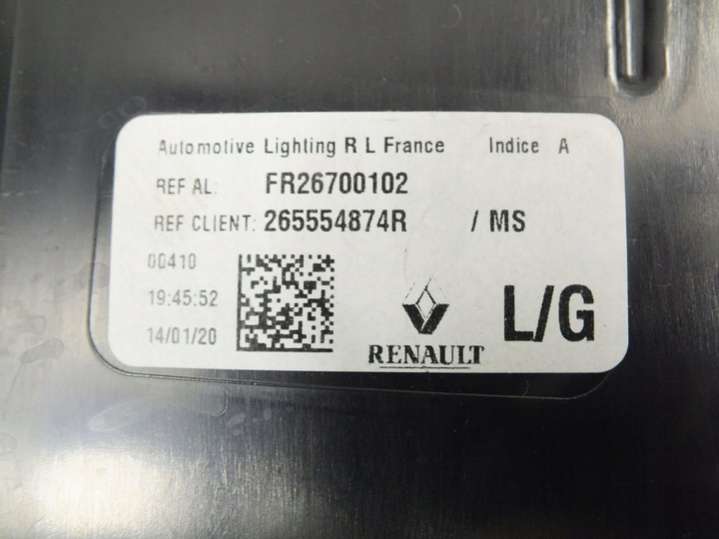 Automotive Lighting R L France Indice A
REF AL: FR26700102
REF CLIENT: 265554874R / MS
00410
19:45:52
14/01/20
L/G
RENAULT